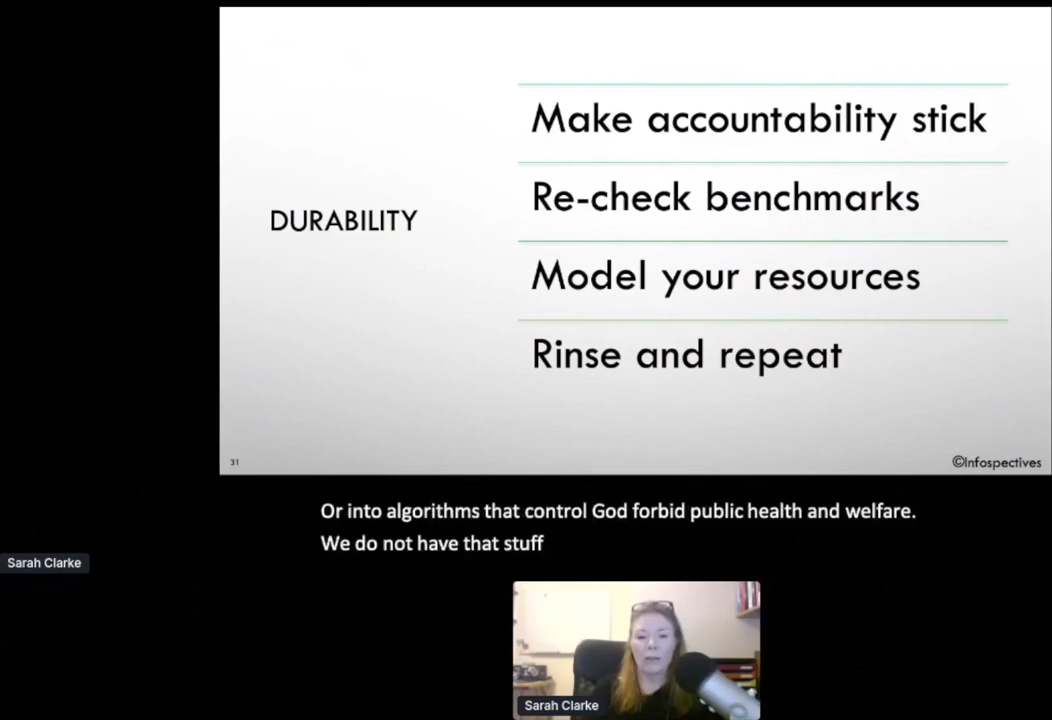 Make accountability stick
Re-check benchmarks
DURABILITY
Model your resources
Rinse and repeat
31
©Infospectives
Or into algorithms that control God forbid public health and welfare.
We do not have that stuff
Sarah Clarke
Sarah Clarke